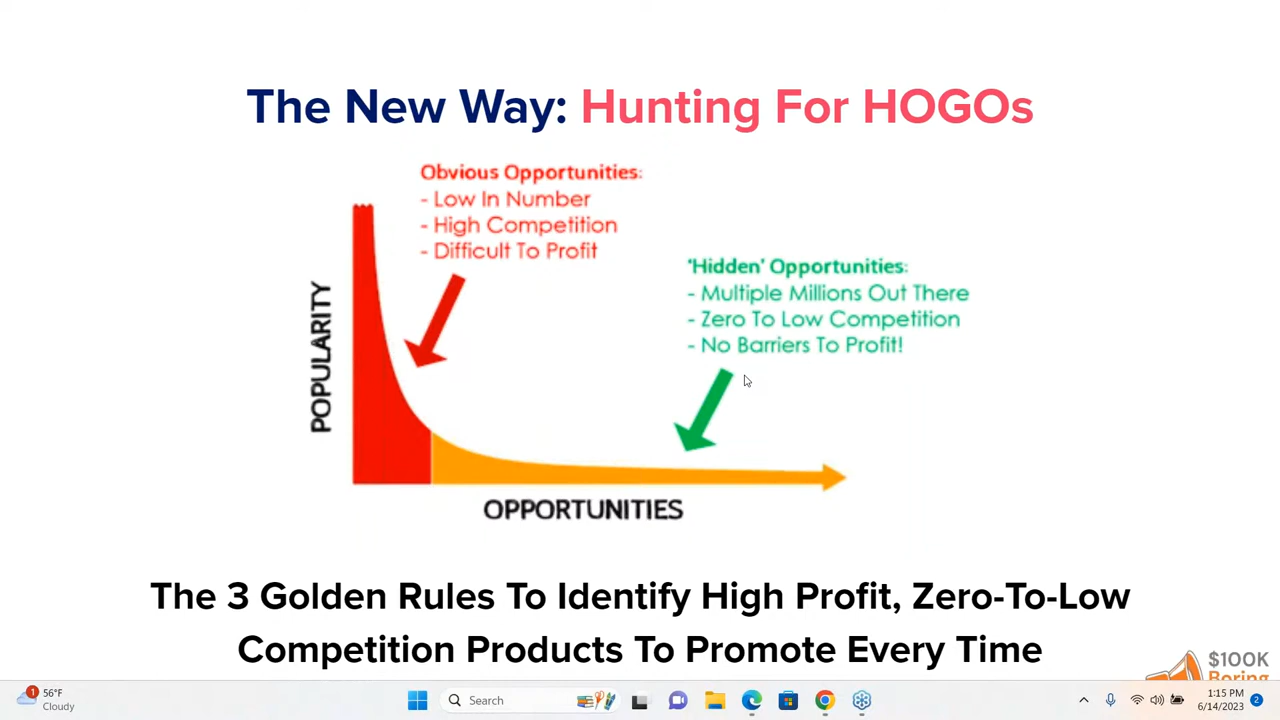 The New Way: Hunting For HOGOs
Obvious Opportunities:
- Low In Number
- High Competition
- Difficult To Profit
'Hidden' Opportunities:
- Multiple Millions Out There
- Zero To Low Competition
- No Barriers To Profit!
POPULARITY
OPPORTUNITIES
The 3 Golden Rules To Identify High Profit, Zero-To-Low
Competition Products To Promote Every Time
$100K
Boring
1
56°F
Cloudy
Search
1:15 PM
6/14/2023
2